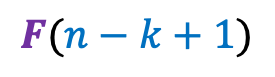 F(n − k + 1)